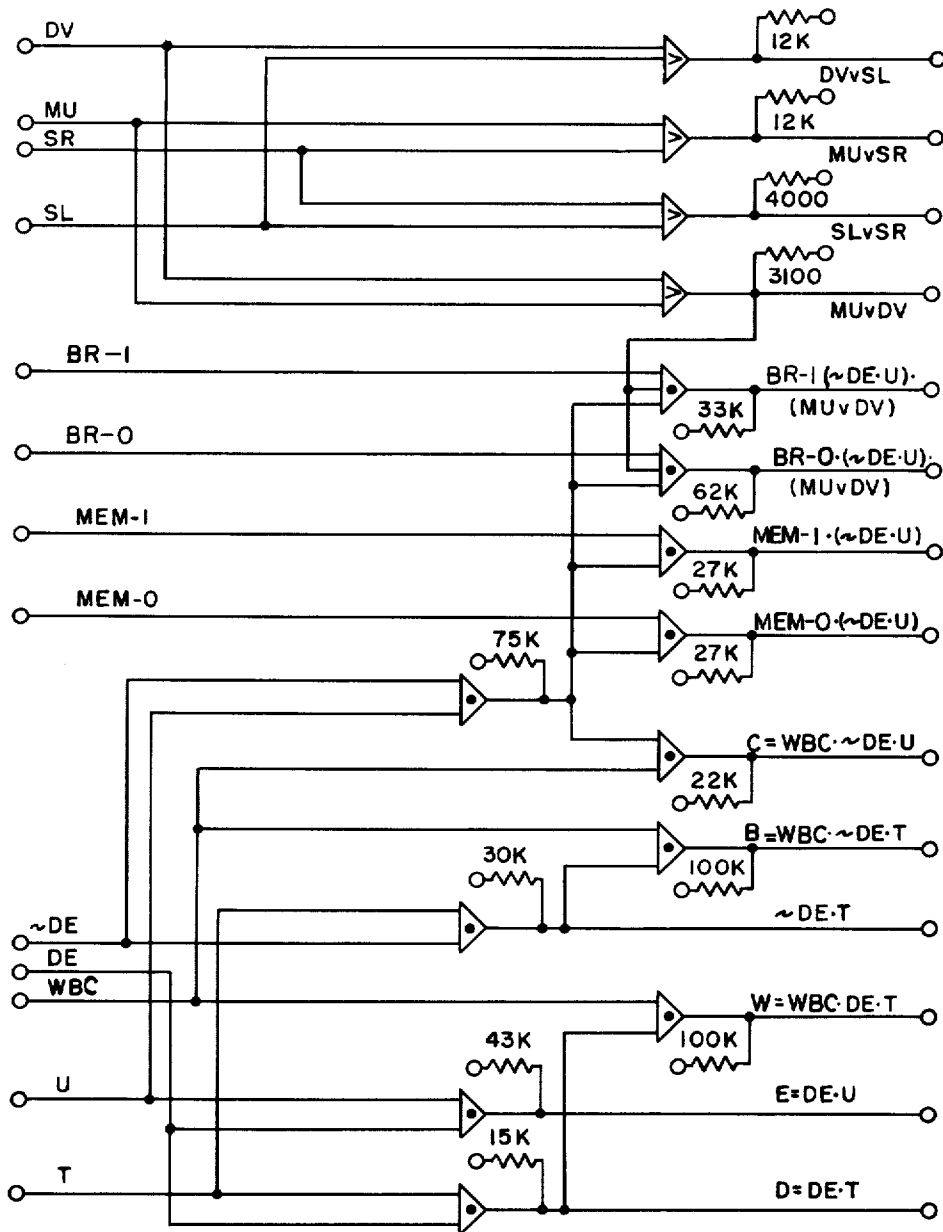 DV
12K
DVvSL
MU
12K
SR
MUvSR
4000
SL
SLvSR
3100
MUvDV
BR-1
BR-1(~DE·U)·
33K
(MUvDV)
BR-0
BR-0·(~DE·U)·
62K
(MUvDV)
MEM-1
MEM-1·(~DE·U)
27K
MEM-0
MEM-0·(~DE·U)
75K
27K
C=WBC·~DE·U
22K
B=WBC·~DE·T
30K
100K
~DE
~DE·T
DE
WBC
W=WBC·DE·T
43K
100K
U
E=DE·U
15K
T
D=DE·T